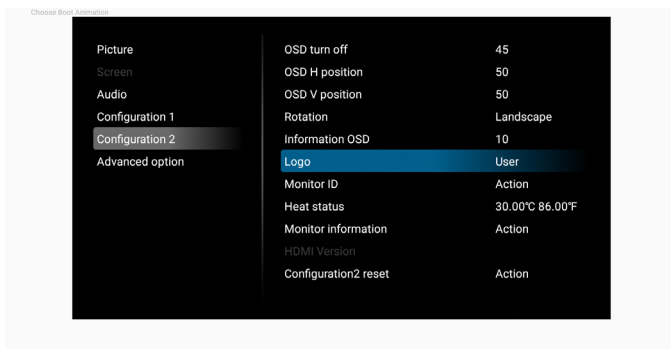 Choose Boot Animation
Picture
Screen
Audio
Configuration 1
Configuration 2
Advanced option
OSD turn off 45
OSD H position 50
OSD V position 50
Rotation Landscape
Information OSD 10
Logo User
Monitor ID Action
Heat status 30.00°C 86.00°F
Monitor information Action
HDMI Version
Configuration2 reset Action